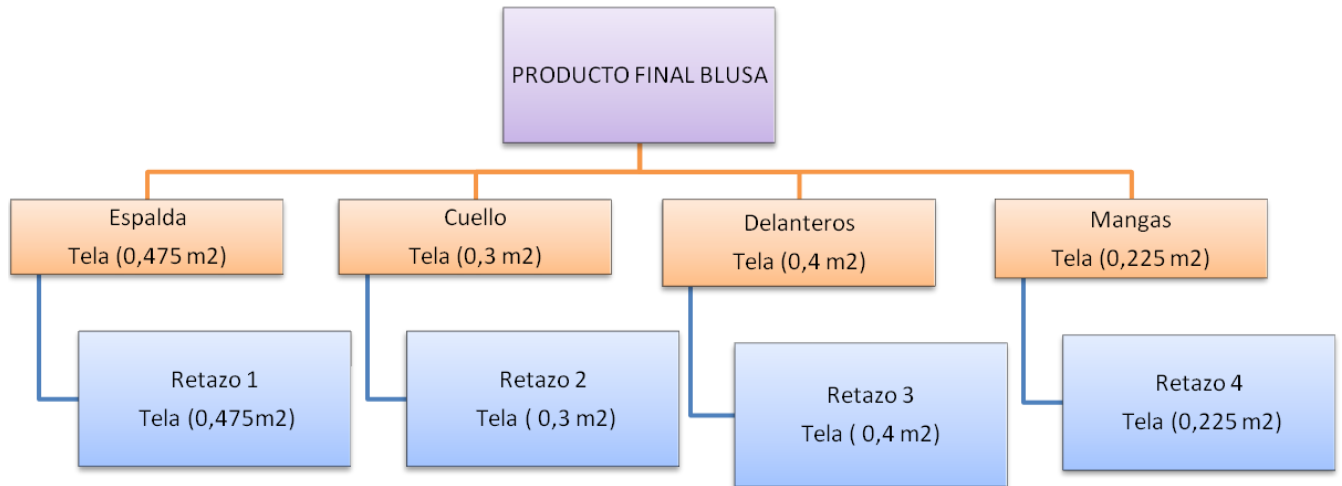 PRODUCTO FINAL BLUSA
Espalda
Tela (0,475 m2)
Cuello
Tela (0,3 m2)
Delanteros
Tela (0,4 m2)
Mangas
Tela (0,225 m2)
Retazo 1
Tela (0,475m2)
Retazo 2
Tela ( 0,3 m2)
Retazo 3
Tela ( 0,4 m2)
Retazo 4
Tela (0,225 m2)